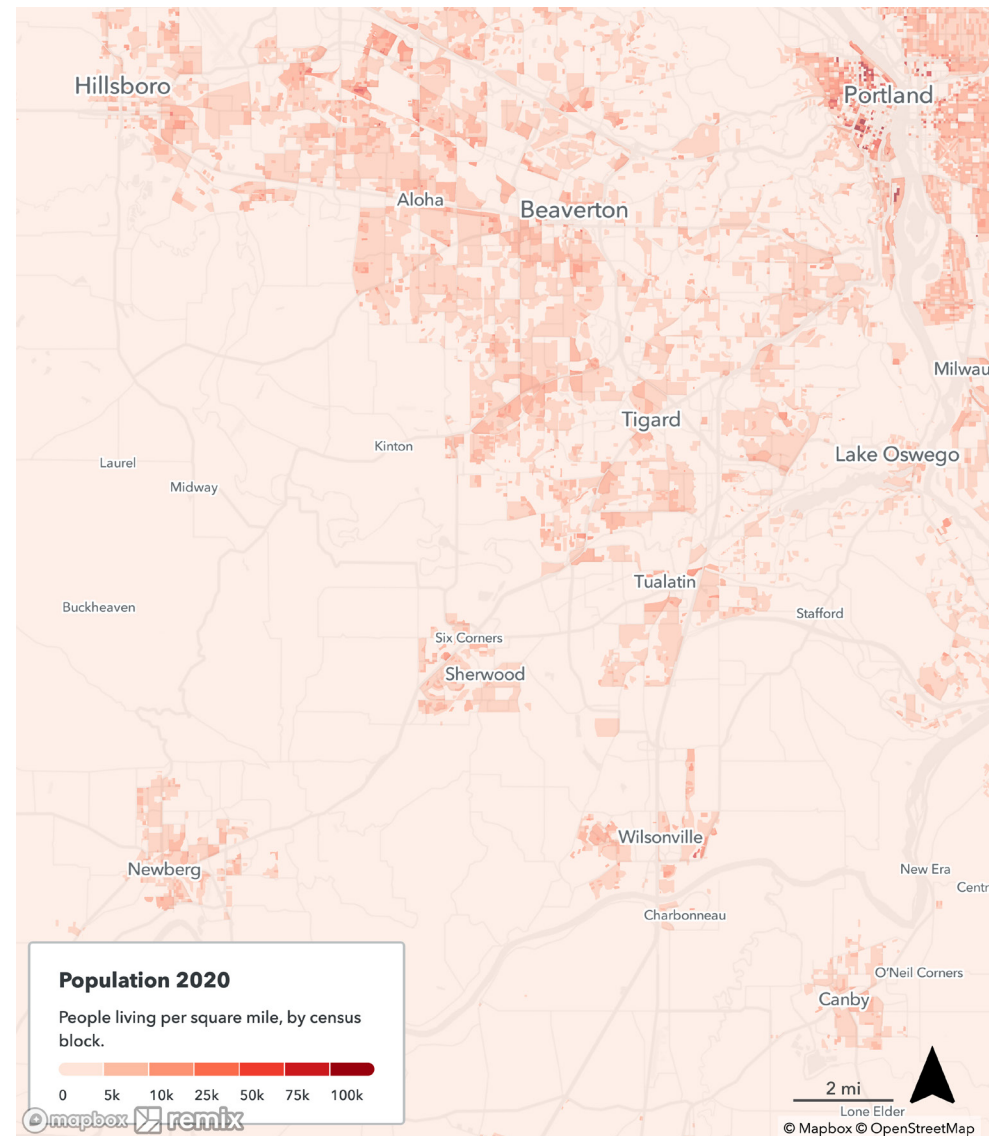 Hillsboro
Portland
Aloha
Beaverton
Milwau
Tigard
Kinton
Lake Oswego
Laurel
Midway
Tualatin
Buckheaven
Stafford
Six Corners
Sherwood
Wilsonville
Newberg
New Era
Centr
Charbonneau
O'Neil Corners
Canby
Population 2020
People living per square mile, by census
block.
0 5k 10k 25k 50k 75k 100k
mapbox remix
2 mi
Lone Elder
© Mapbox © OpenStreetMap